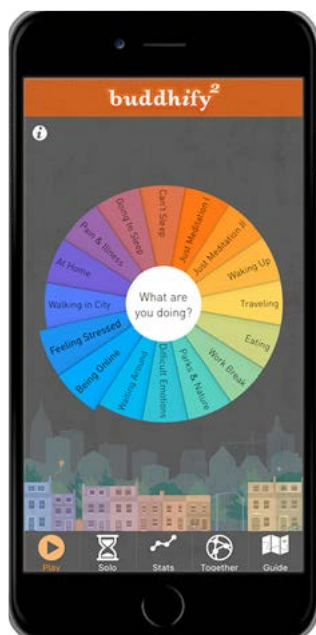 buddhify²
i
Can't Sleep
Just Meditation I
Just Meditation II
Waking Up
Traveling
Eating
Work Break
Parks & Nature
Difficult Emotions
Waiting Around
Being Online
Feeling Stressed
Walking in City
At Home
Pain & Illness
Going to Sleep
What are
you doing?
Play
Solo
Stats
Together
Guide